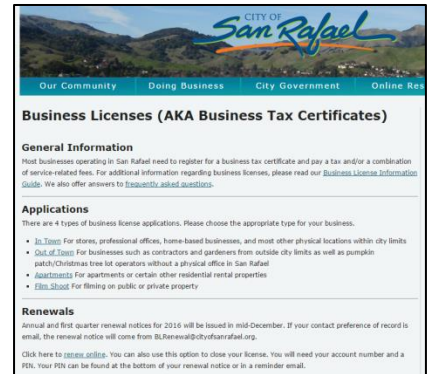 CITY OF
San Rafael
Our Community Doing Business City Government Online Res
Business Licenses (AKA Business Tax Certificates)
General Information
Most businesses operating in San Rafael need to register for a business tax certificate and pay a tax and/or a combination
of service-related fees. For additional information regarding business licenses, please read our Business License Information
Guide. We also offer answers to frequently asked questions.
Applications
There are 4 types of business license applications. Please choose the appropriate type for your business.
• In Town For stores, professional offices, home-based businesses, and most other physical locations within city limits
• Out of Town For businesses such as contractors and gardeners from outside city limits as well as pumpkin
patch/Christmas tree lot operators without a physical office in San Rafael
• Apartments For apartments or certain other residential rental properties
• Film Shoot For filming on public or private property
Renewals
Annual and first quarter renewal notices for 2016 will be issued in mid-December. If your contact preference of record is
email, the renewal notice will come from BLRenewal@cityofsanrafael.org.
Click here to renew online. You can also use this option to close your license. You will need your account number and a
PIN. Your PIN can be found at the bottom of your renewal notice or in a reminder email.